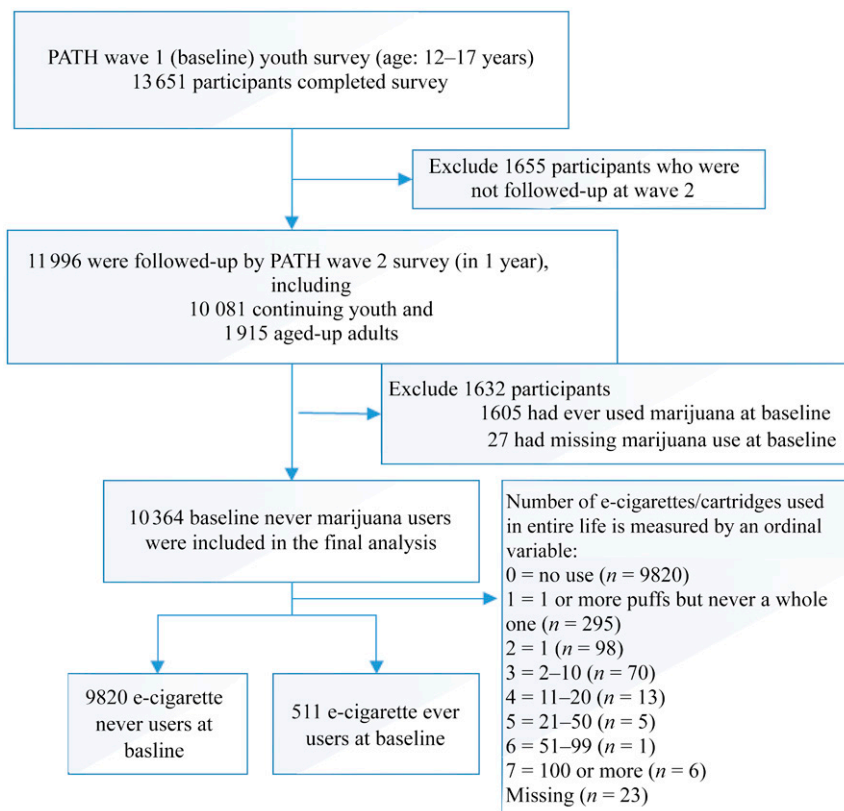 PATH wave 1 (baseline) youth survey (age: 12–17 years)
13 651 participants completed survey
Exclude 1655 participants who were
not followed-up at wave 2
11 996 were followed-up by PATH wave 2 survey (in 1 year),
including
10 081 continuing youth and
1 915 aged-up adults
Exclude 1632 participants
1605 had ever used marijuana at baseline
27 had missing marijuana use at baseline
10 364 baseline never marijuana users
were included in the final analysis
Number of e-cigarettes/cartridges used
in entire life is measured by an ordinal
variable:
0 = no use (n = 9820)
1 = 1 or more puffs but never a whole
one (n = 295)
2 = 1 (n = 98)
3 = 2–10 (n = 70)
4 = 11–20 (n = 13)
5 = 21–50 (n = 5)
6 = 51–99 (n = 1)
7 = 100 or more (n = 6)
Missing (n = 23)
9820 e-cigarette
never users at
basline
511 e-cigarette ever
users at baseline